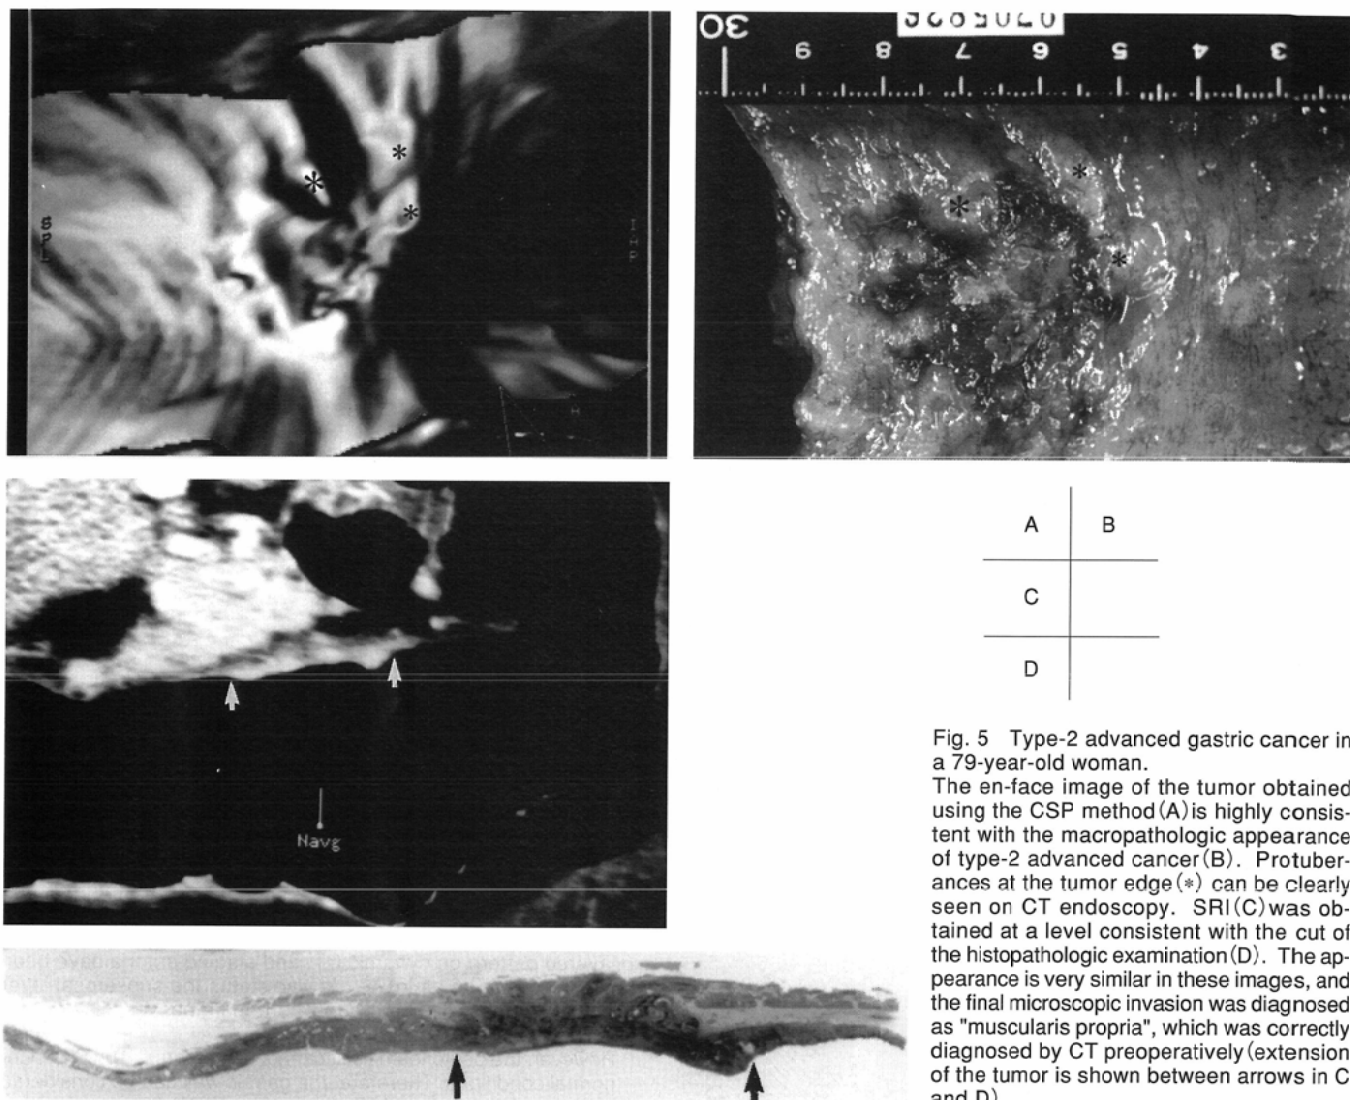 30
9 8 7 6 5 4 3
* * *
* * *
Navg
A B
C
D
Fig. 5 Type-2 advanced gastric cancer in
a 79-year-old woman.
The en-face image of the tumor obtained
using the CSP method(A)is highly consis-
tent with the macropathologic appearance
of type-2 advanced cancer(B). Protuber-
ances at the tumor edge(*) can be clearly
seen on CT endoscopy. SRI(C)was ob-
tained at a level consistent with the cut of
the histopathologic examination(D). The ap-
pearance is very similar in these images, and
the final microscopic invasion was diagnosed
as "muscularis propria", which was correctly
diagnosed by CT preoperatively(extension
of the tumor is shown between arrows in C
and D).